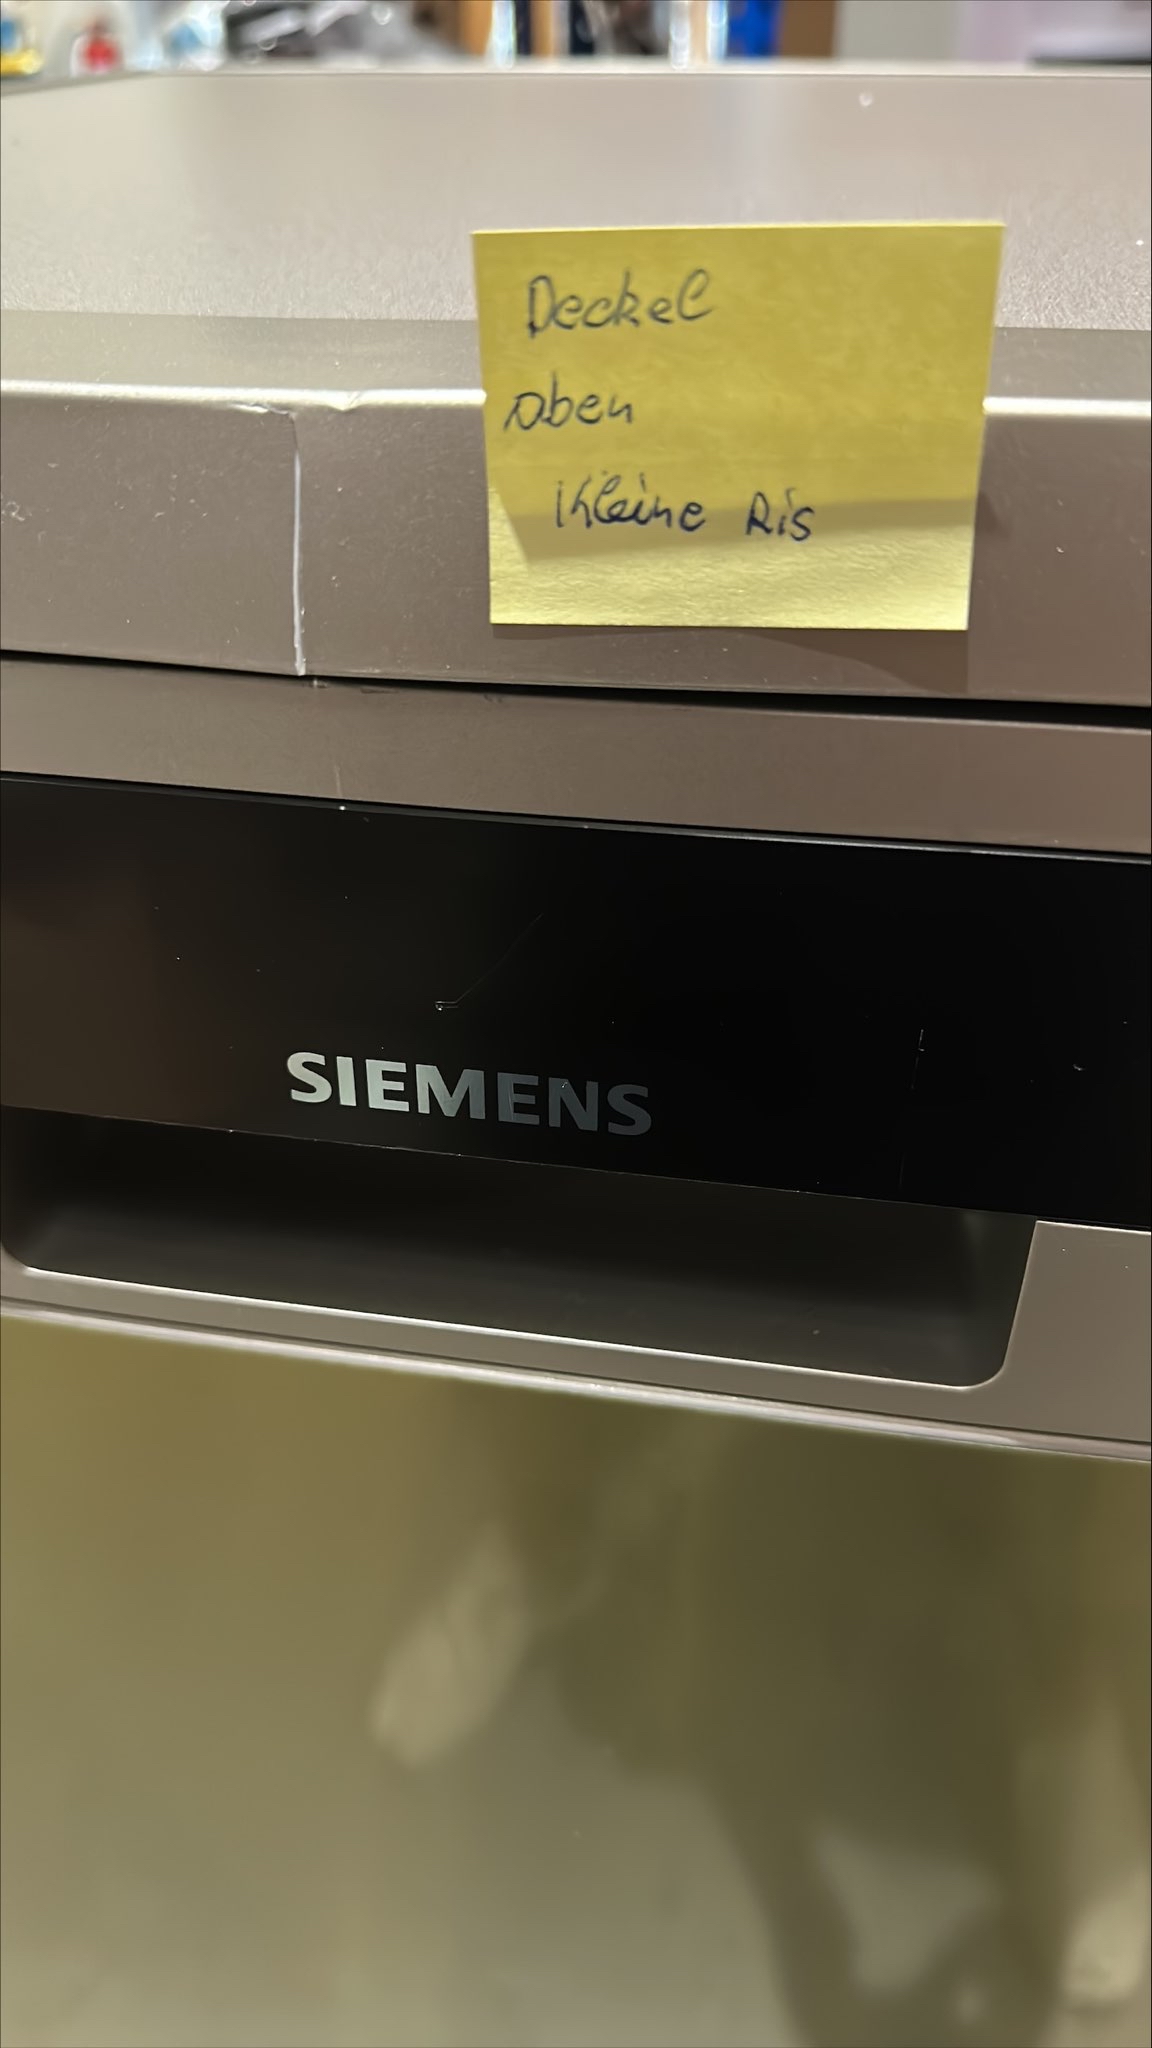 Deckel
oben
Kleine Ris
SIEMENS